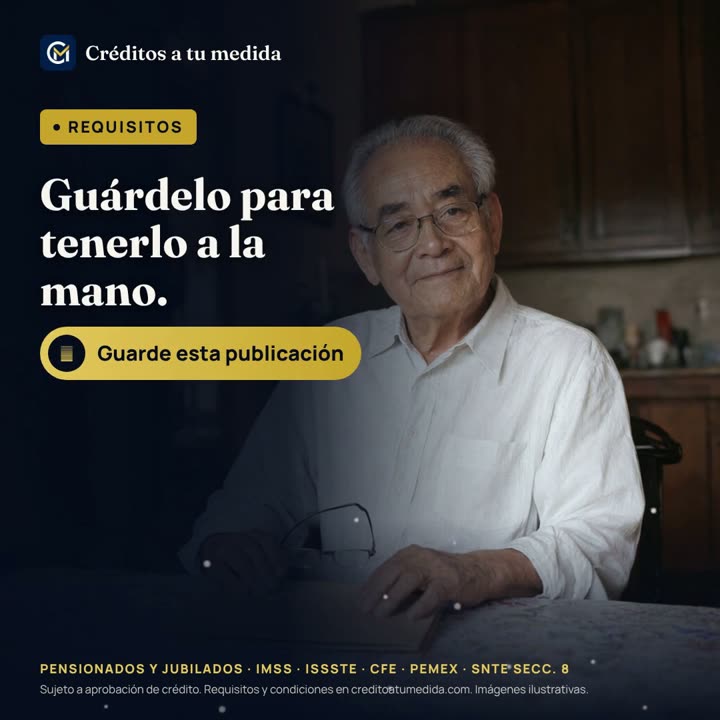 Créditos a tu medida
• REQUISITOS
Guárdelo para
tenerlo a la
mano.
Guarde esta publicación
PENSIONADOS Y JUBILADOS · IMSS · ISSSTE · CFE · PEMEX · SNTE SECC. 8
Sujeto a aprobación de crédito. Requisitos y condiciones en creditosatumedida.com. Imágenes ilustrativas.